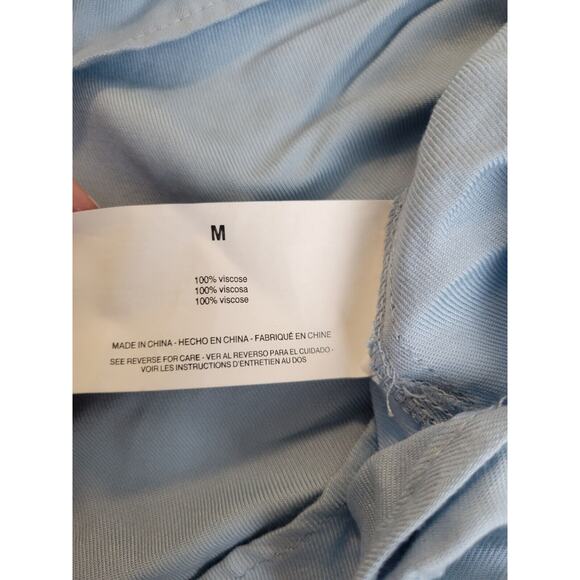 M
100% viscose
100% viscosa
100% viscose
MADE IN CHINA - HECHO EN CHINA - FABRIQUÉ EN CHINE
SEE REVERSE FOR CARE - VER AL REVERSO PARA EL CUIDADO -
VOIR LES INSTRUCTIONS D'ENTRETIEN AU DOS